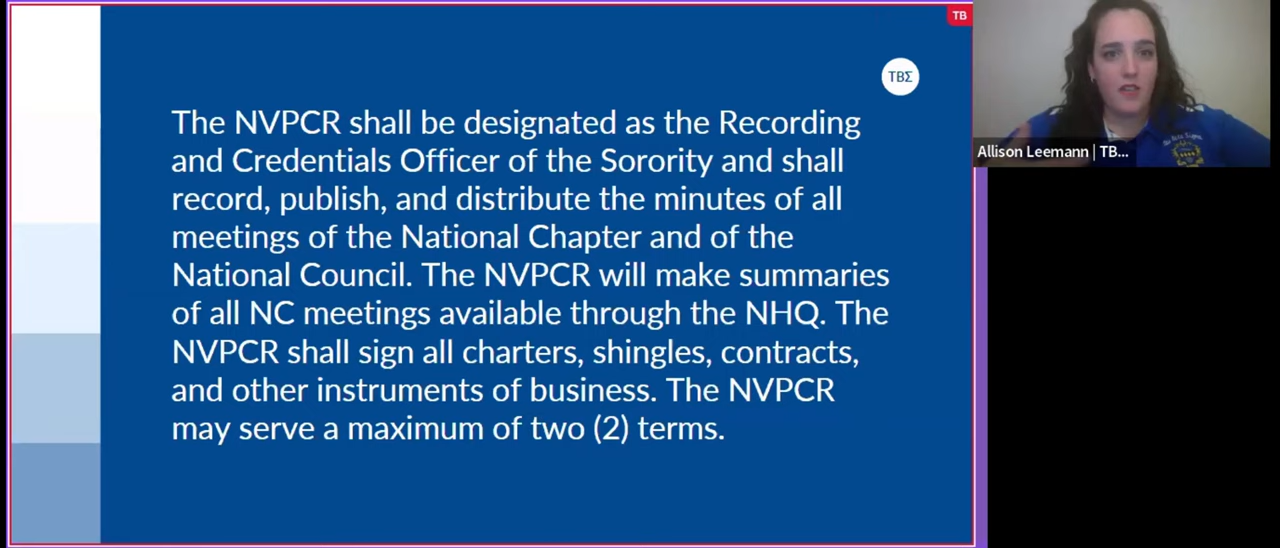 TB
TBΣ
The NVPCR shall be designated as the Recording
and Credentials Officer of the Sorority and shall
record, publish, and distribute the minutes of all
meetings of the National Chapter and of the
National Council. The NVPCR will make summaries
of all NC meetings available through the NHQ. The
NVPCR shall sign all charters, shingles, contracts,
and other instruments of business. The NVPCR
may serve a maximum of two (2) terms.
Allison Leemann | TB...